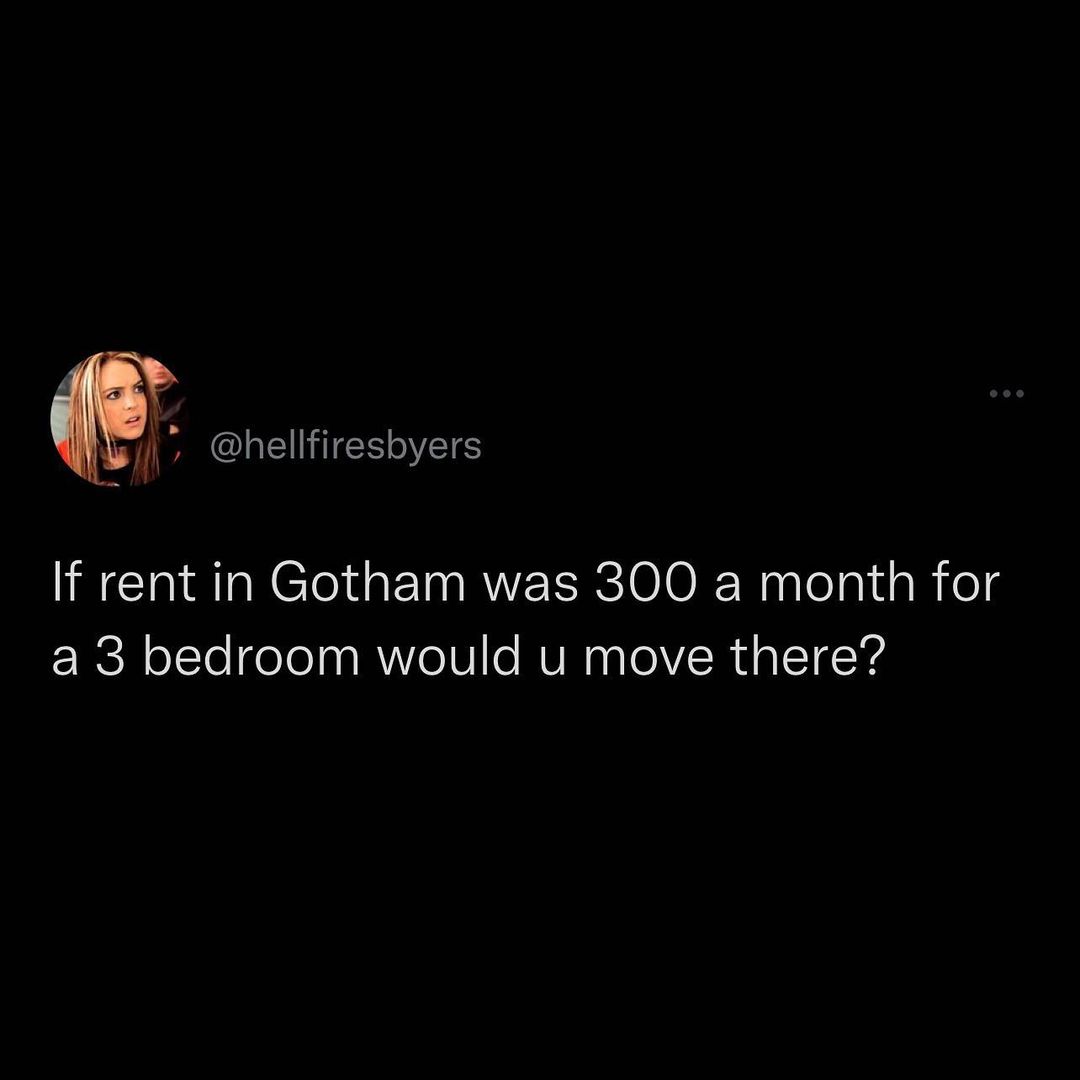 @hellfiresbyers
If rent in Gotham was 300 a month for
a 3 bedroom would u move there?